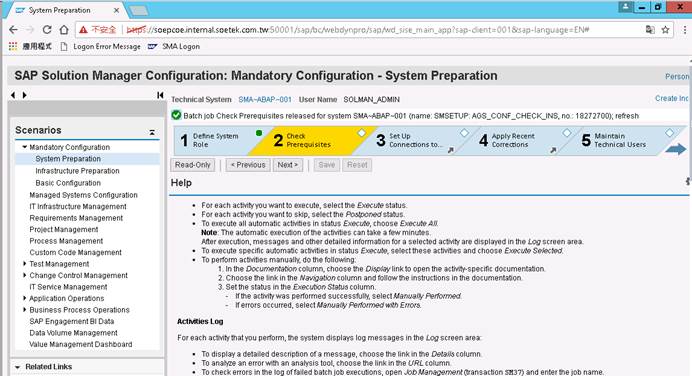 System Preparation
不安全 | https://soepcoe.internal.soetek.com.tw:50001/sap/bc/webdynpro/sap/wd_sise_main_app?sap-client=001&sap-language=EN#
應用程式 Logon Error Message SMA Logon
SAP Solution Manager Configuration: Mandatory Configuration - System Preparation
Person
Technical System SMA~ABAP~001 User Name SOLMAN_ADMIN
Create Inc
Batch job Check Prerequisites released for system SMA~ABAP~001 (name: SMSETUP: AGS_CONF_CHECK_INS, no.: 18272700); refresh
1 Define System Role
2 Check Prerequisites
3 Set Up Connections to...
4 Apply Recent Corrections
5 Maintain Technical Users
Read-Only < Previous Next > Save Reset
Scenarios
Mandatory Configuration
System Preparation
Infrastructure Preparation
Basic Configuration
Managed Systems Configuration
IT Infrastructure Management
Requirements Management
Project Management
Process Management
Custom Code Management
Test Management
Change Control Management
IT Service Management
Application Operations
Business Process Operations
SAP Engagement BI Data
Data Volume Management
Value Management Dashboard
Related Links
Help
• For each activity you want to execute, select the Execute status.
• For each activity you want to skip, select the Postponed status.
• To execute all automatic activities in status Execute, choose Execute All.
Note: The automatic execution of the activities can take a few minutes.
After execution, messages and other detailed information for a selected activity are displayed in the Log screen area.
• To execute specific automatic activities in status Execute, select these activities and choose Execute Selected.
• To perform activities manually, do the following:
1. In the Documentation column, choose the Display link to open the activity-specific documentation.
2. Choose the link in the Navigation column and follow the instructions in the documentation.
3. Set the status in the Execution Status column.
- If the activity was performed successfully, select Manually Performed.
- If errors occurred, select Manually Performed with Errors.
Activities Log
For each activity that you perform, the system displays log messages in the Log screen area:
• To display a detailed description of a message, choose the link in the Details column.
• To analyze an error with an analysis tool, choose the link in the URL column.
• To check errors in the log of failed batch job executions, open Job Management (transaction SM37) and enter the job name.